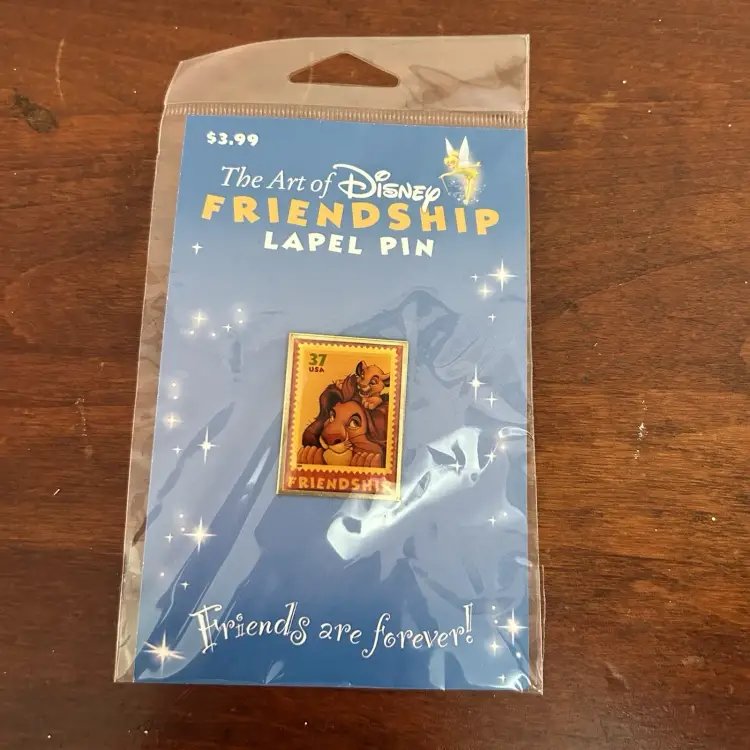 $3.99
The Art of Disney
FRIENDSHIP
LAPEL PIN
37
USA
FRIENDSHIP
Friends are forever!